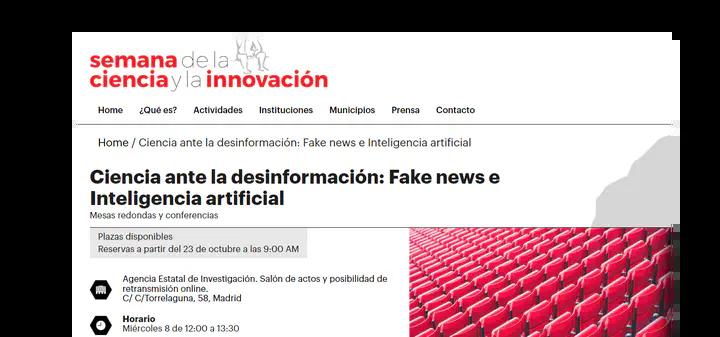 semana de la
ciencia y la innovación
Home ¿Qué es? Actividades Instituciones Municipios Prensa Contacto
Home / Ciencia ante la desinformación: Fake news e Inteligencia artificial
Ciencia ante la desinformación: Fake news e
Inteligencia artificial
Mesas redondas y conferencias
Plazas disponibles
Reservas a partir del 23 de octubre a las 9:00 AM
Agencia Estatal de Investigación. Salón de actos y posibilidad de
retransmisión online.
C/ C/Torrelaguna, 58, Madrid
Horario
Miércoles 8 de 12:00 a 13:30